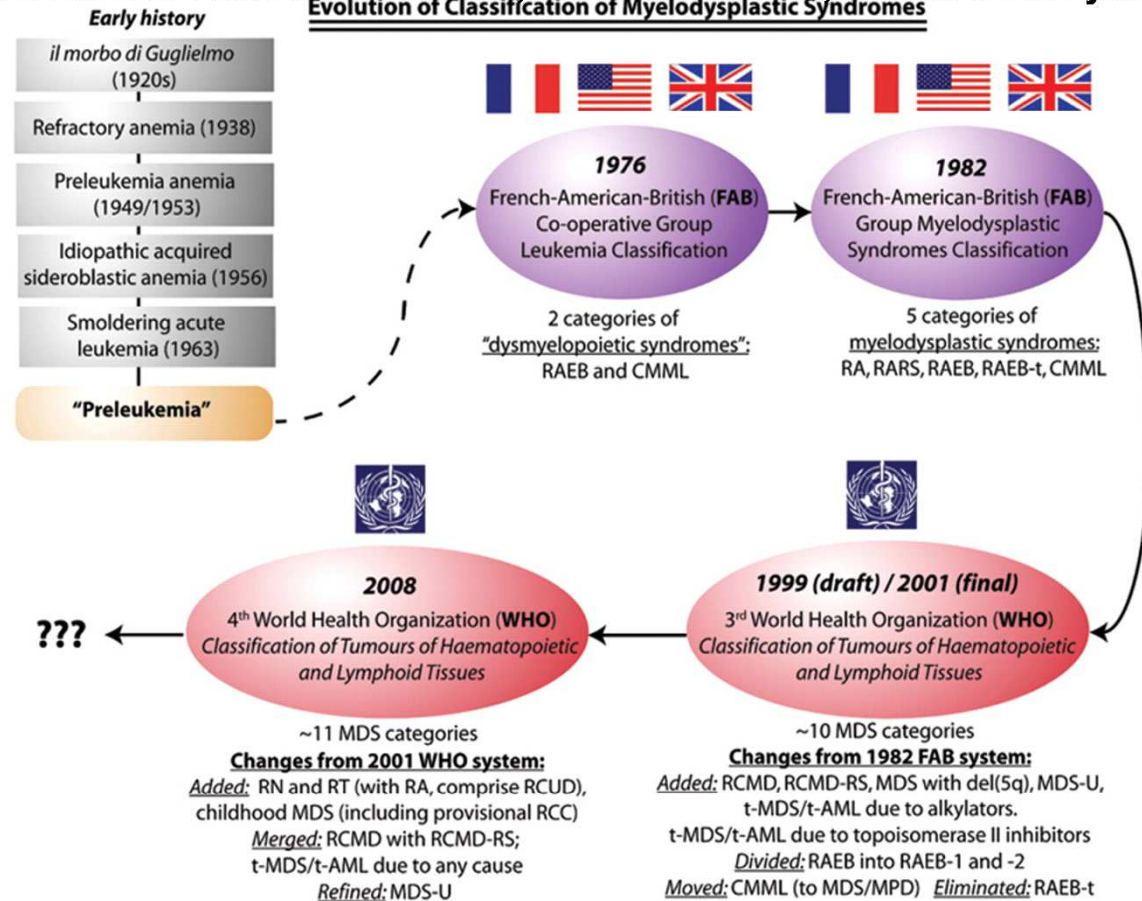 Evolution of Classification of Myelodysplastic Syndromes
Early history
il morbo di Guglielmo
(1920s)
Refractory anemia (1938)
Preleukemia anemia
(1949/1953)
Idiopathic acquired
sideroblastic anemia (1956)
Smoldering acute
leukemia (1963)
"Preleukemia"
1976
French-American-British (FAB)
Co-operative Group
Leukemia Classification
2 categories of
"dysmyelopoietic syndromes":
RAEB and CMML
1982
French-American-British (FAB)
Group Myelodysplastic
Syndromes Classification
5 categories of
myelodysplastic syndromes:
RA, RARS, RAEB, RAEB-t, CMML
1999 (draft) / 2001 (final)
3rd World Health Organization (WHO)
Classification of Tumours of Haematopoietic
and Lymphoid Tissues
~10 MDS categories
Changes from 1982 FAB system:
Added: RCMD, RCMD-RS, MDS with del(5q), MDS-U,
t-MDS/t-AML due to alkylators.
t-MDS/t-AML due to topoisomerase II inhibitors
Divided: RAEB into RAEB-1 and -2
Moved: CMML (to MDS/MPD) Eliminated: RAEB-t
2008
4th World Health Organization (WHO)
Classification of Tumours of Haematopoietic
and Lymphoid Tissues
~11 MDS categories
Changes from 2001 WHO system:
Added: RN and RT (with RA, comprise RCUD),
childhood MDS (including provisional RCC)
Merged: RCMD with RCMD-RS;
t-MDS/t-AML due to any cause
Refined: MDS-U
???